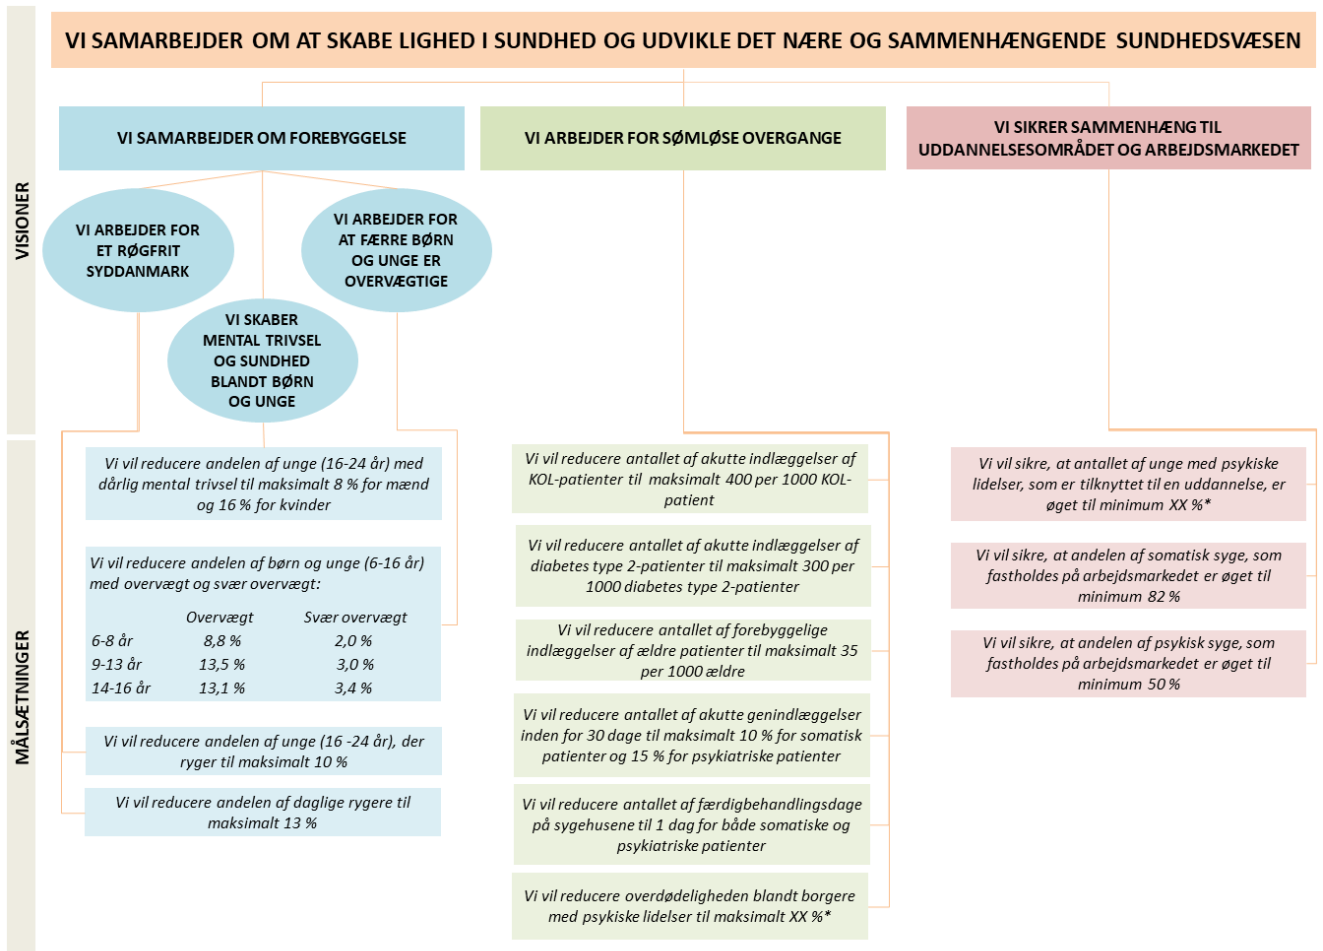 VI SAMARBEJDER OM AT SKABE LIGHED I SUNDHED OG UDVIKLE DET NÆRE OG SAMMENHÆNGENDE SUNDHEDSVÆSEN
VISIONER
VI SAMARBEJDER OM FOREBYGGELSE
VI ARBEJDER FOR
ET RØGFRIT
SYDDANMARK
VI SKABER
MENTAL TRIVSEL
OG SUNDHED
BLANDT BØRN
OG UNGE
VI ARBEJDER FOR
AT FÆRRE BØRN
OG UNGE ER
OVERVÆGTIGE
VI ARBEJDER FOR SØMLØSE OVERGANGE
VI SIKRER SAMMENHÆNG TIL
UDDANNELSESOMRÅDET OG ARBEJDSMARKEDET
MÅLSÆTNINGER
Vi vil reducere andelen af unge (16-24 år) med
dårlig mental trivsel til maksimalt 8 % for mænd
og 16 % for kvinder
Vi vil reducere andelen af børn og unge (6-16 år)
med overvægt og svær overvægt:
Overvægt Svær overvægt
6-8 år 8,8 % 2,0 %
9-13 år 13,5 % 3,0 %
14-16 år 13,1 % 3,4 %
Vi vil reducere andelen af unge (16 -24 år), der
ryger til maksimalt 10 %
Vi vil reducere andelen af daglige rygere til
maksimalt 13 %
Vi vil reducere antallet af akutte indlæggelser af
KOL-patienter til maksimalt 400 per 1000 KOL-
patient
Vi vil reducere antallet af akutte indlæggelser af
diabetes type 2-patienter til maksimalt 300 per
1000 diabetes type 2-patienter
Vi vil reducere antallet af forebyggelige
indlæggelser af ældre patienter til maksimalt 35
per 1000 ældre
Vi vil reducere antallet af akutte genindlæggelser
inden for 30 dage til maksimalt 10 % for somatisk
patienter og 15 % for psykiatriske patienter
Vi vil reducere antallet af færdigbehandlingsdage
på sygehusene til 1 dag for både somatiske og
psykiatriske patienter
Vi vil reducere overdødeligheden blandt borgere
med psykiske lidelser til maksimalt XX %*
Vi vil sikre, at antallet af unge med psykiske
lidelser, som er tilknyttet til en uddannelse, er
øget til minimum XX %*
Vi vil sikre, at andelen af somatisk syge, som
fastholdes på arbejdsmarkedet er øget til
minimum 82 %
Vi vil sikre, at andelen af psykisk syge, som
fastholdes på arbejdsmarkedet er øget til
minimum 50 %